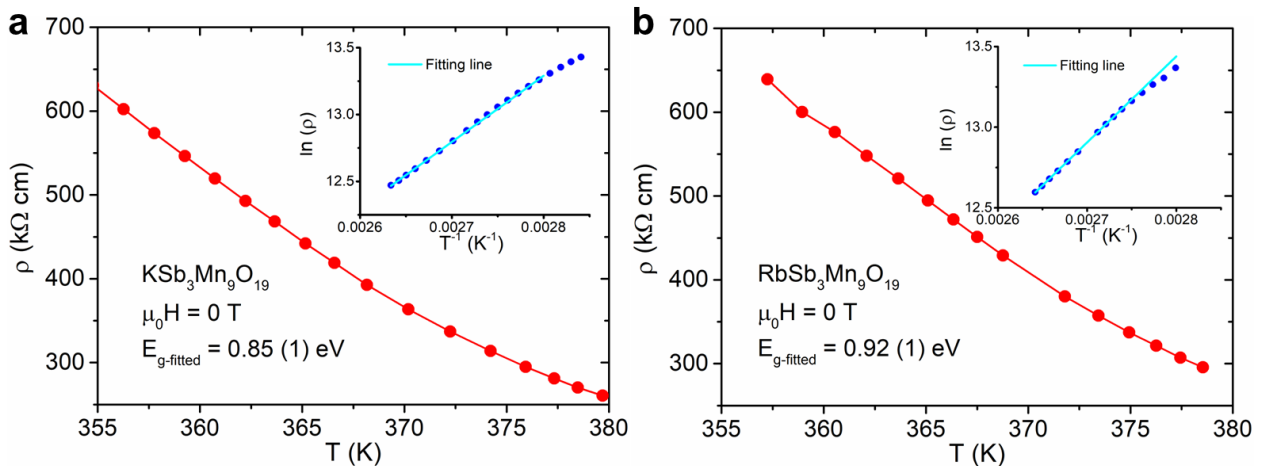 a
700
600
500
400
300
ρ (kΩ cm)
355
360
365
370
375
380
T (K)
KSb₃Mn₉O₁₉
μ₀H = 0 T
E_g-fitted = 0.85 (1) eV
13.5
13.0
12.5
ln (ρ)
Fitting line
0.0026
0.0027
0.0028
T⁻¹ (K⁻¹)
b
700
600
500
400
300
ρ (kΩ cm)
355
360
365
370
375
380
T (K)
RbSb₃Mn₉O₁₉
μ₀H = 0 T
E_g-fitted = 0.92 (1) eV
13.5
13.0
12.5
ln (ρ)
Fitting line
0.0026
0.0027
0.0028
T⁻¹ (K⁻¹)